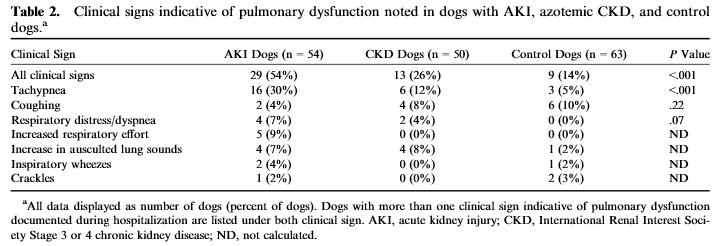 Table 2. Clinical signs indicative of pulmonary dysfunction noted in dogs with AKI, azotemic CKD, and control
dogs.a
Clinical Sign AKI Dogs (n = 54) CKD Dogs (n = 50) Control Dogs (n = 63) P Value
All clinical signs 29 (54%) 13 (26%) 9 (14%) <.001
Tachypnea 16 (30%) 6 (12%) 3 (5%) <.001
Coughing 2 (4%) 4 (8%) 6 (10%) .22
Respiratory distress/dyspnea 4 (7%) 2 (4%) 0 (0%) .07
Increased respiratory effort 5 (9%) 0 (0%) 0 (0%) ND
Increase in ausculted lung sounds 4 (7%) 4 (8%) 1 (2%) ND
Inspiratory wheezes 2 (4%) 0 (0%) 1 (2%) ND
Crackles 1 (2%) 0 (0%) 2 (3%) ND
aAll data displayed as number of dogs (percent of dogs). Dogs with more than one clinical sign indicative of pulmonary dysfunction
documented during hospitalization are listed under both clinical sign. AKI, acute kidney injury; CKD, International Renal Interest Soci-
ety Stage 3 or 4 chronic kidney disease; ND, not calculated.